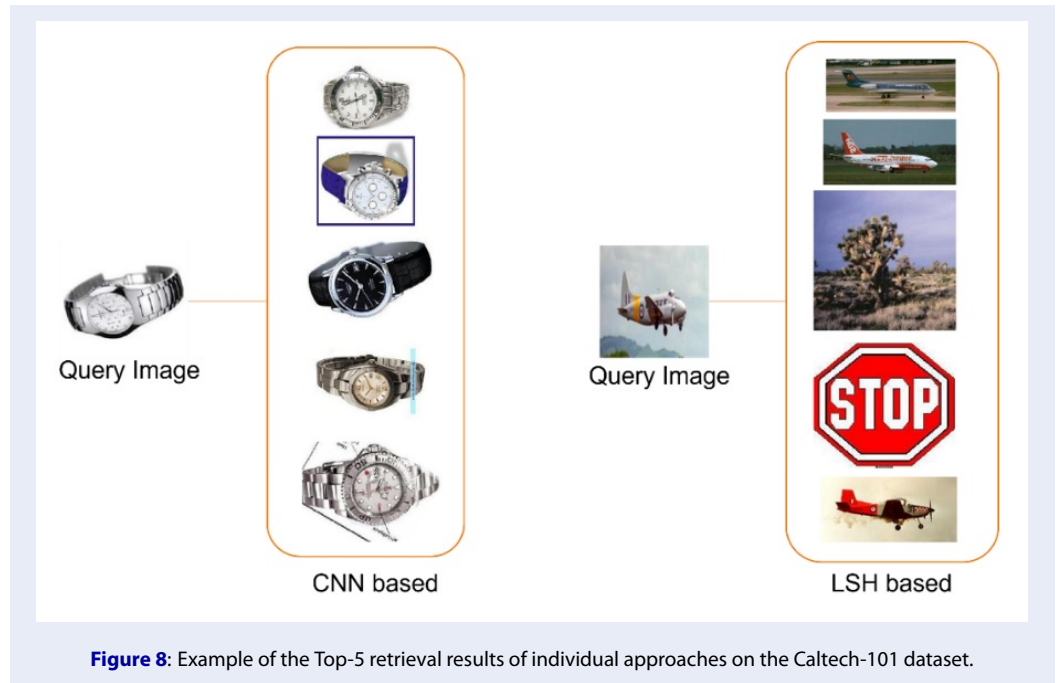 Query Image
CNN based
Query Image
STOP
LSH based
Figure 8: Example of the Top-5 retrieval results of individual approaches on the Caltech-101 dataset.